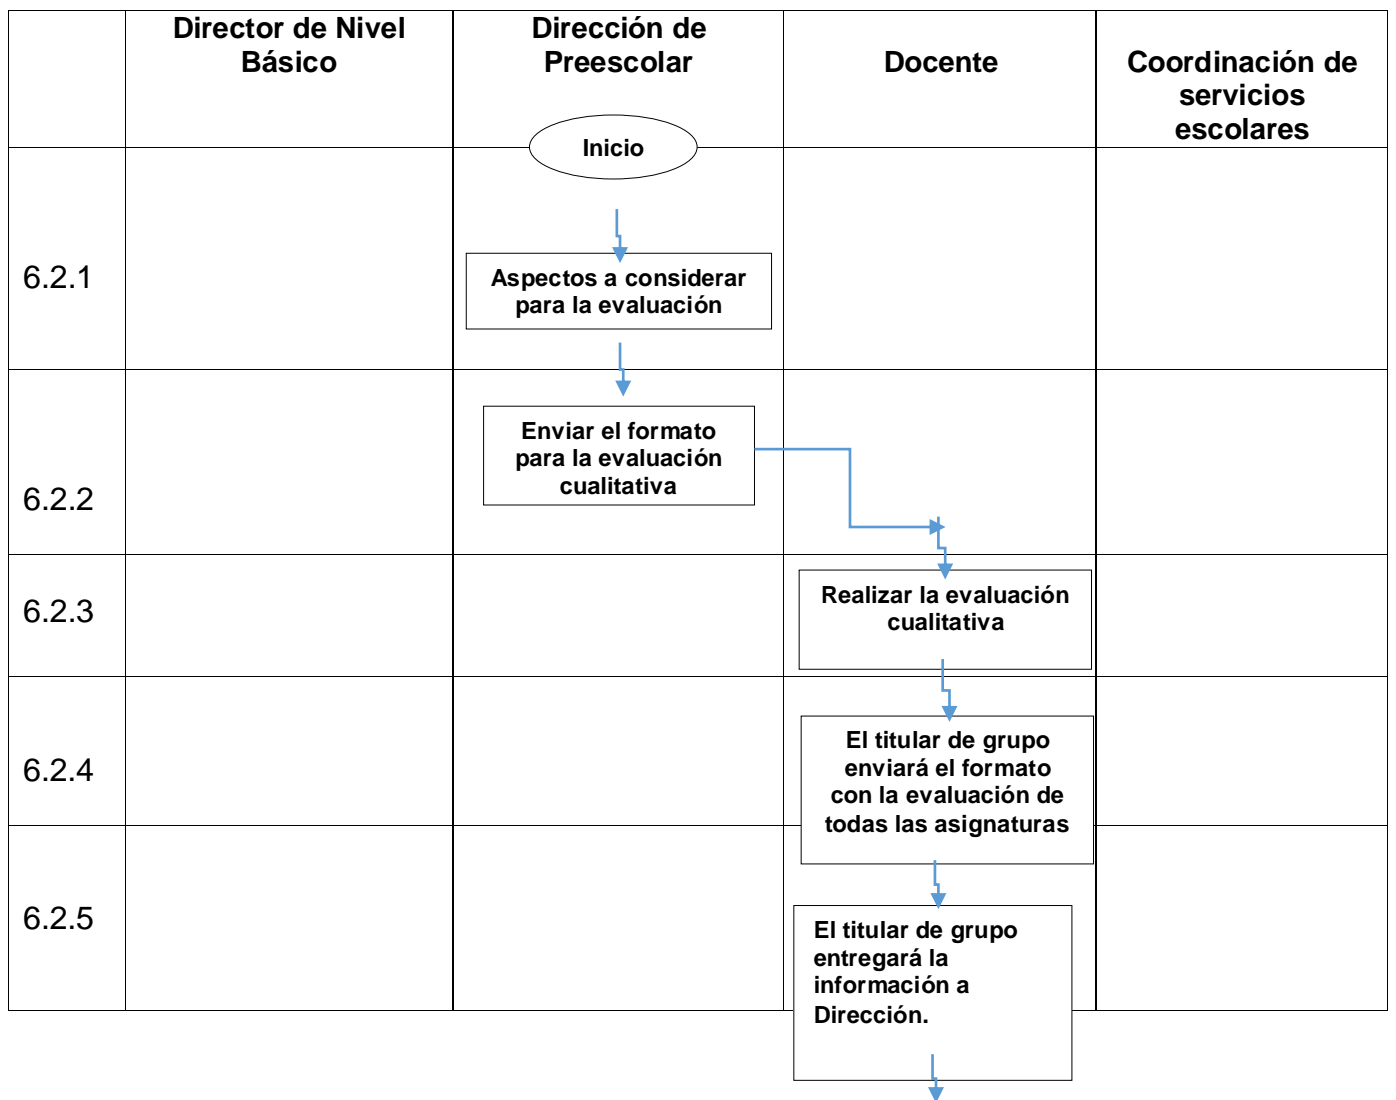 Director de Nivel
Básico
Dirección de
Preescolar
Docente
Coordinación de
servicios
escolares
Inicio
6.2.1
Aspectos a considerar
para la evaluación
6.2.2
Enviar el formato
para la evaluación
cualitativa
6.2.3
Realizar la evaluación
cualitativa
6.2.4
El titular de grupo
enviará el formato
con la evaluación de
todas las asignaturas
6.2.5
El titular de grupo
entregará la
información a
Dirección.